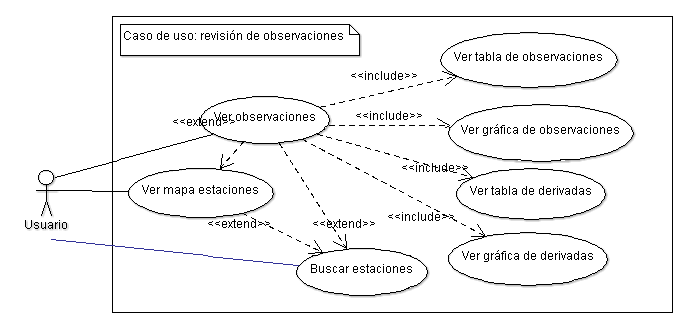 Caso de uso: revisión de observaciones
Ver tabla de observaciones
<<include>>
<<extend>>
Ver observaciones
<<include>>
Ver gráfica de observaciones
<<include>>
Ver mapa estaciones
Ver tabla de derivadas
Usuario
<<extend>>
<<extend>>
<<include>>
Ver gráfica de derivadas
Buscar estaciones